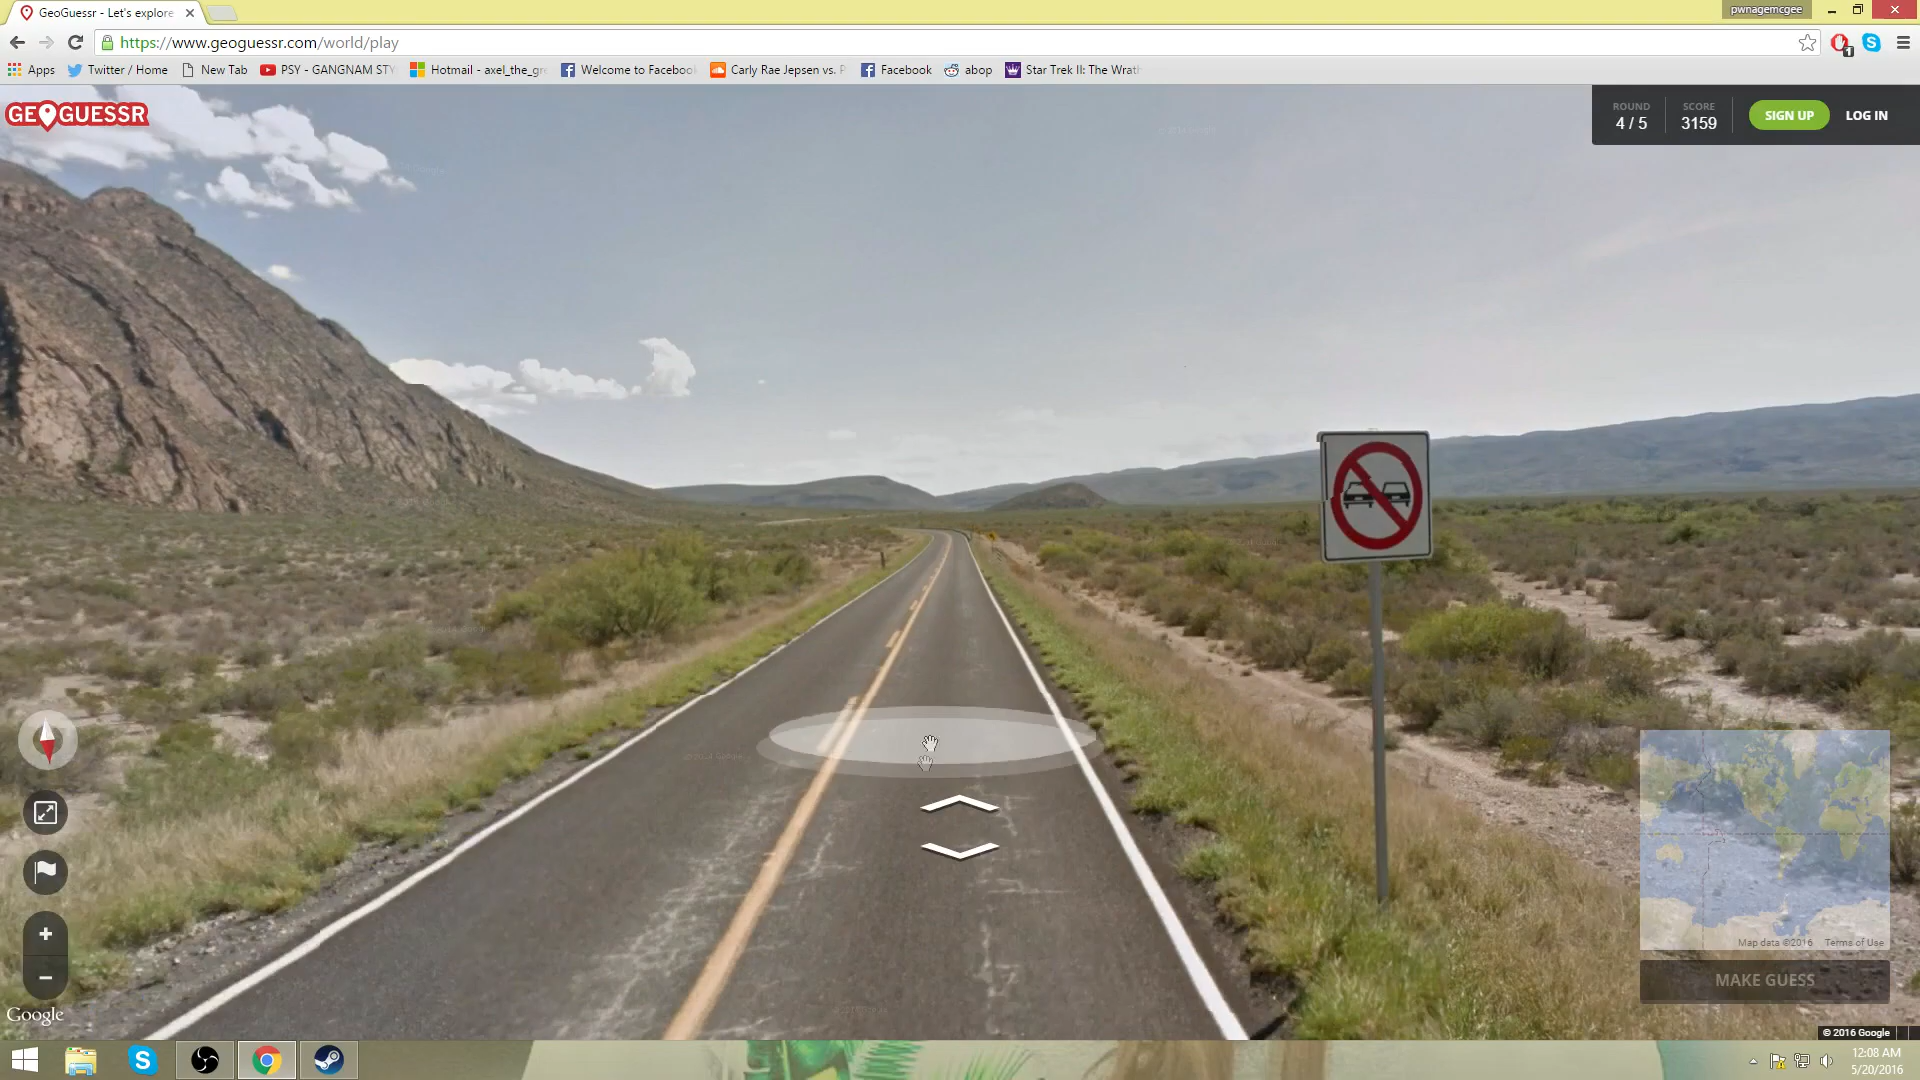 GeoGuessr - Let's explore
pwnagemcgee
https://www.geoguessr.com/world/play
1
Apps
Twitter / Home
New Tab
PSY - GANGNAM STY
Hotmail - axel_the_gr
Welcome to Facebook
Carly Rae Jepsen vs. P
Facebook
abop
Star Trek II: The Wrath
GEOGUESSR
ROUND
4 / 5
SCORE
3159
SIGN UP
LOG IN
Map data ©2016
Terms of Use
MAKE GUESS
Google
© 2016 Google
12:08 AM
5/20/2016